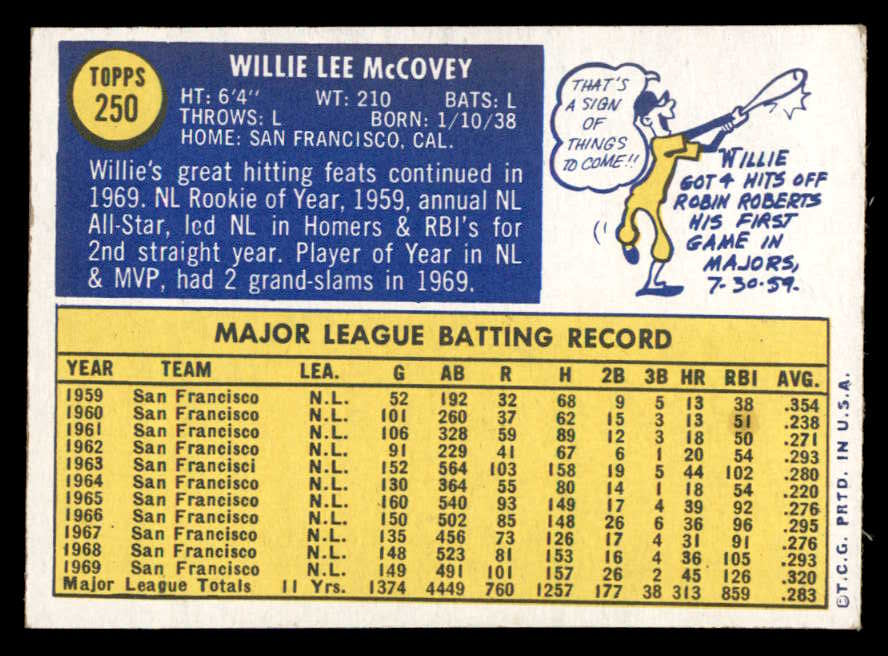 TOPPS
250
WILLIE LEE McCOVEY
HT: 6'4" WT: 210 BATS: L
THROWS: L BORN: 1/10/38
HOME: SAN FRANCISCO, CAL.
Willie's great hitting feats continued in
1969. NL Rookie of Year, 1959, annual NL
All-Star, led NL in Homers & RBI's for
2nd straight year. Player of Year in NL
& MVP, had 2 grand-slams in 1969.
THAT'S
A SIGN
OF
THINGS
TO COME!!
WILLIE
GOT 4 HITS OFF
ROBIN ROBERTS
HIS FIRST
GAME IN
MAJORS,
7-30-59.
MAJOR LEAGUE BATTING RECORD
YEAR TEAM LEA. G AB R H 2B 3B HR RBI AVG.
1959 San Francisco N.L. 52 192 32 68 9 5 13 38 .354
1960 San Francisco N.L. 101 260 37 62 15 3 13 51 .238
1961 San Francisco N.L. 106 328 59 89 12 3 18 50 .271
1962 San Francisco N.L. 91 229 41 67 6 1 20 54 .293
1963 San Francisci N.L. 152 564 103 158 19 5 44 102 .280
1964 San Francisco N.L. 130 364 55 80 14 1 18 54 .220
1965 San Francisco N.L. 160 540 93 149 17 4 39 92 .276
1966 San Francisco N.L. 150 502 85 148 26 6 36 96 .295
1967 San Francisco N.L. 135 456 73 126 17 4 31 91 .276
1968 San Francisco N.L. 148 523 81 153 16 4 36 105 .293
1969 San Francisco N.L. 149 491 101 157 26 2 45 126 .320
Major League Totals 11 Yrs. 1374 4449 760 1257 177 38 313 859 .283
©T.C.G. PRTD. IN U.S.A.